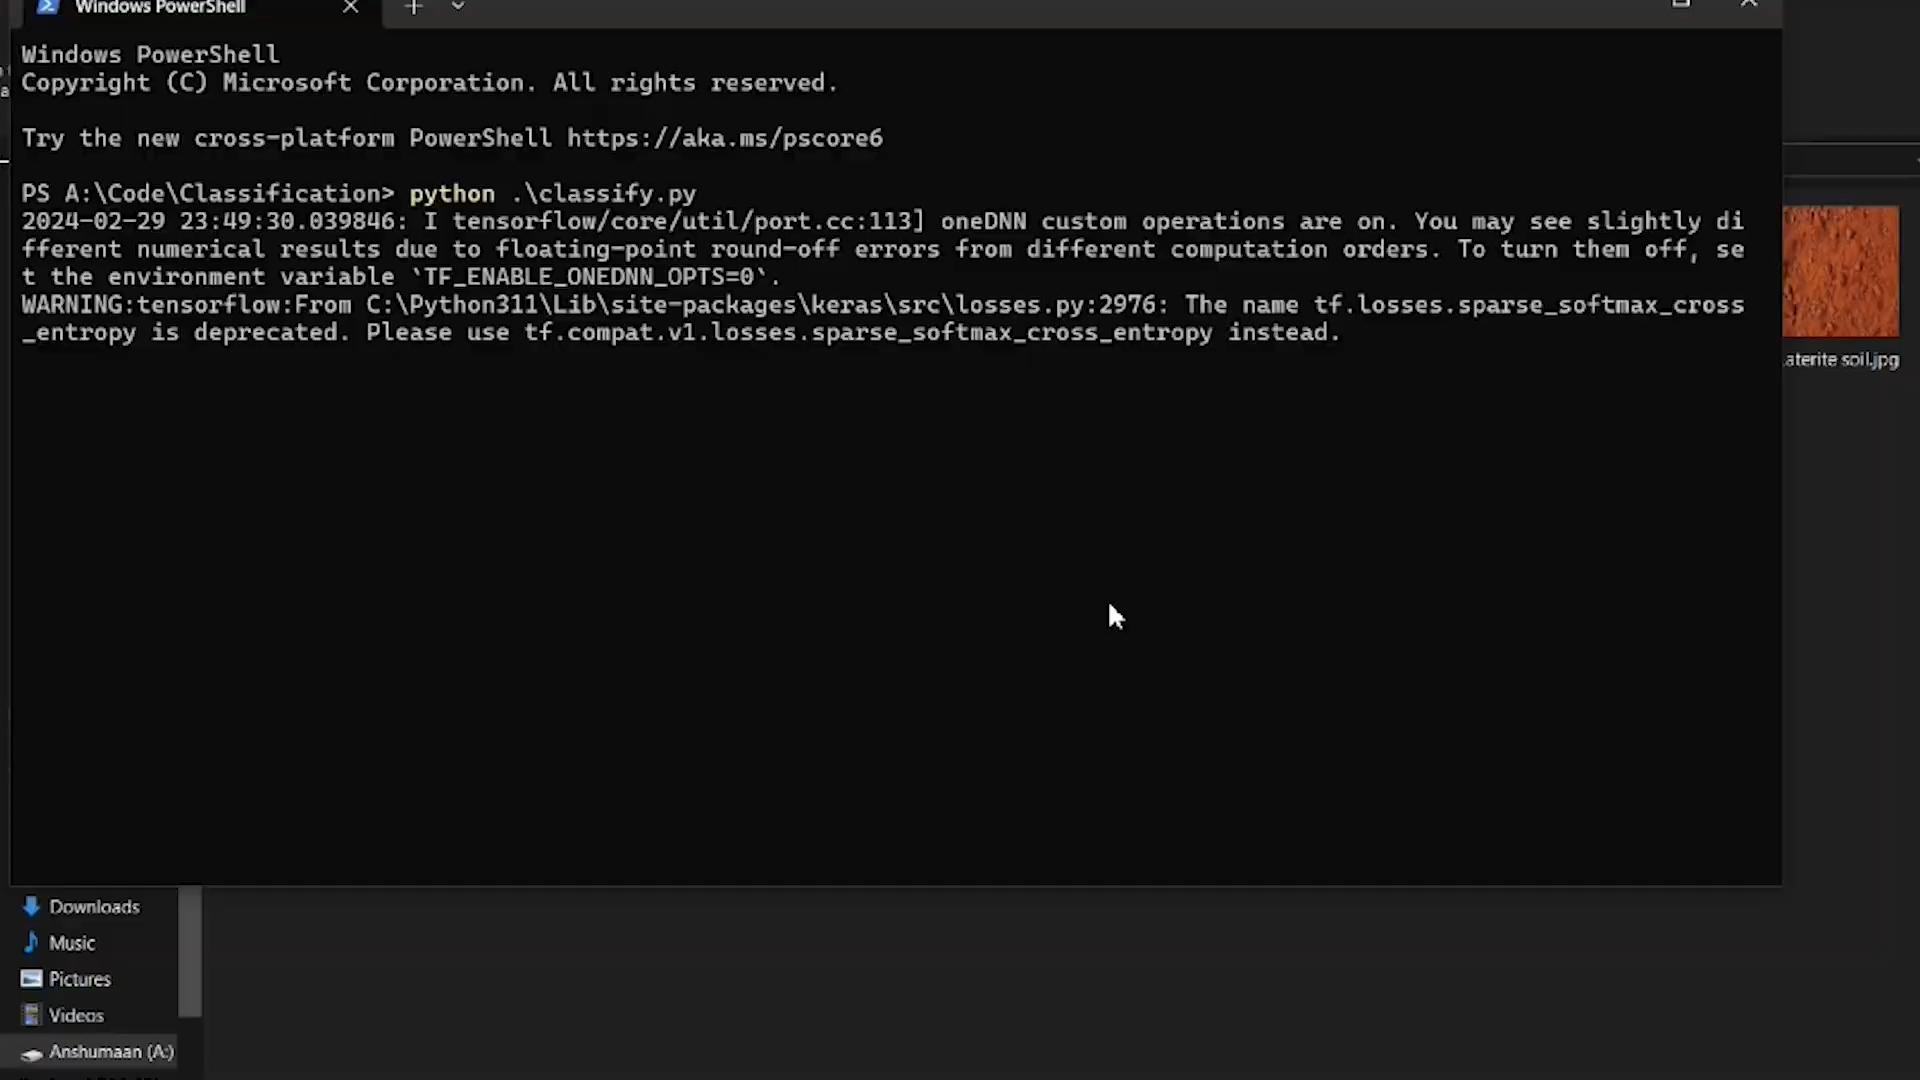 Windows PowerShell
Windows PowerShell
Copyright (C) Microsoft Corporation. All rights reserved.
Try the new cross-platform PowerShell https://aka.ms/pscore6
PS A:\Code\Classification> python .\classify.py
2024-02-29 23:49:30.039846: I tensorflow/core/util/port.cc:113] oneDNN custom operations are on. You may see slightly di
fferent numerical results due to floating-point round-off errors from different computation orders. To turn them off, se
t the environment variable `TF_ENABLE_ONEDNN_OPTS=0`.
WARNING:tensorflow:From C:\Python311\Lib\site-packages\keras\src\losses.py:2976: The name tf.losses.sparse_softmax_cross
_entropy is deprecated. Please use tf.compat.v1.losses.sparse_softmax_cross_entropy instead.
aterite soil.jpg
Downloads
Music
Pictures
Videos
Anshumaan (A:)